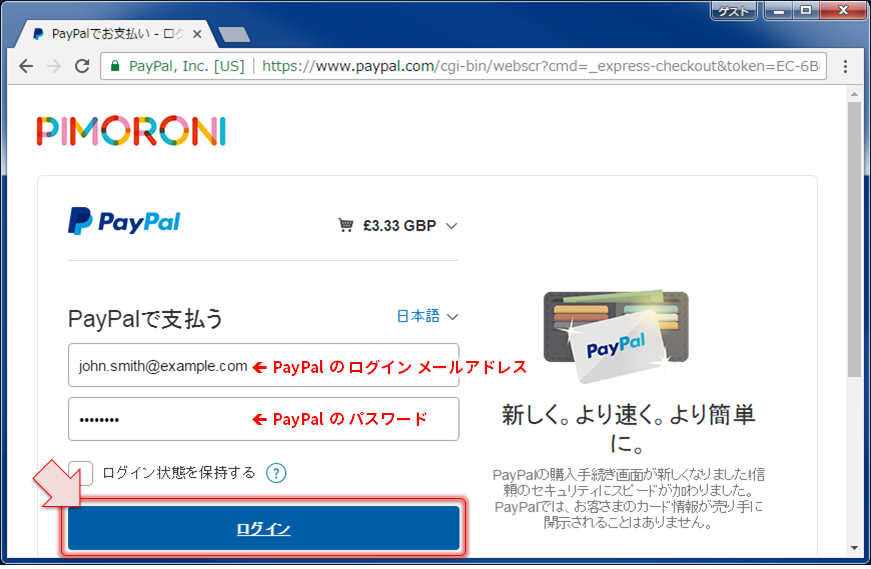 ゲスト
PayPalでお支払い - ログ
PayPal, Inc. [US] https://www.paypal.com/cgi-bin/webscr?cmd=_express-checkout&token=EC-6B
PIMORONI
PayPal
£3.33 GBP
PayPalで支払う
日本語
john.smith@example.com ← PayPal の ログイン メールアドレス
•••••••• ← PayPal の パスワード
ログイン状態を保持する ?
ログイン
PayPal
新しく。より速く。より簡単
に。
PayPalの購入手続き画面が新しくなりました!信
頼のセキュリティにスピードが加わりました。
PayPalでは、お客さまのカード情報が売り手に
開示されることはありません。